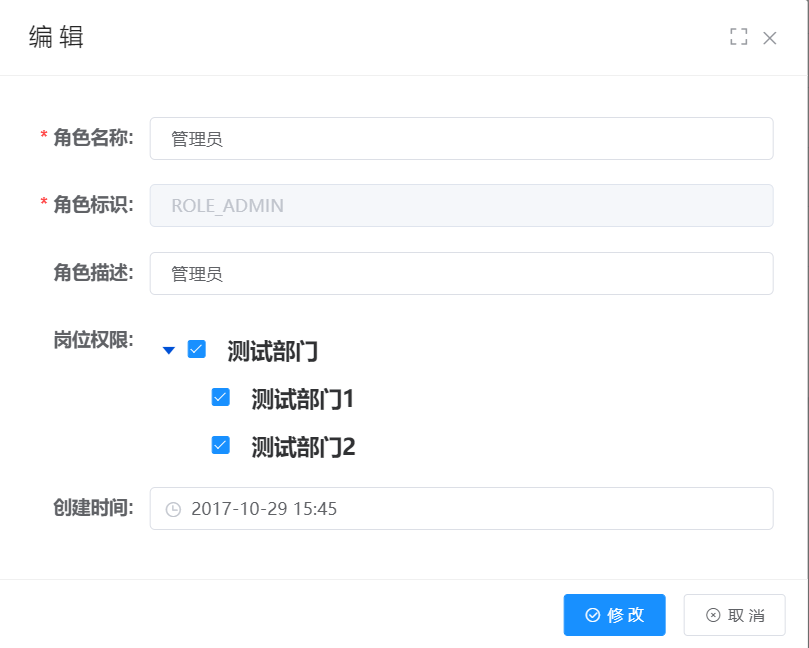 编 辑
* 角色名称: 管理员
* 角色标识: ROLE_ADMIN
角色描述: 管理员
岗位权限: 测试部门
测试部门1
测试部门2
创建时间: 2017-10-29 15:45
修 改 取 消